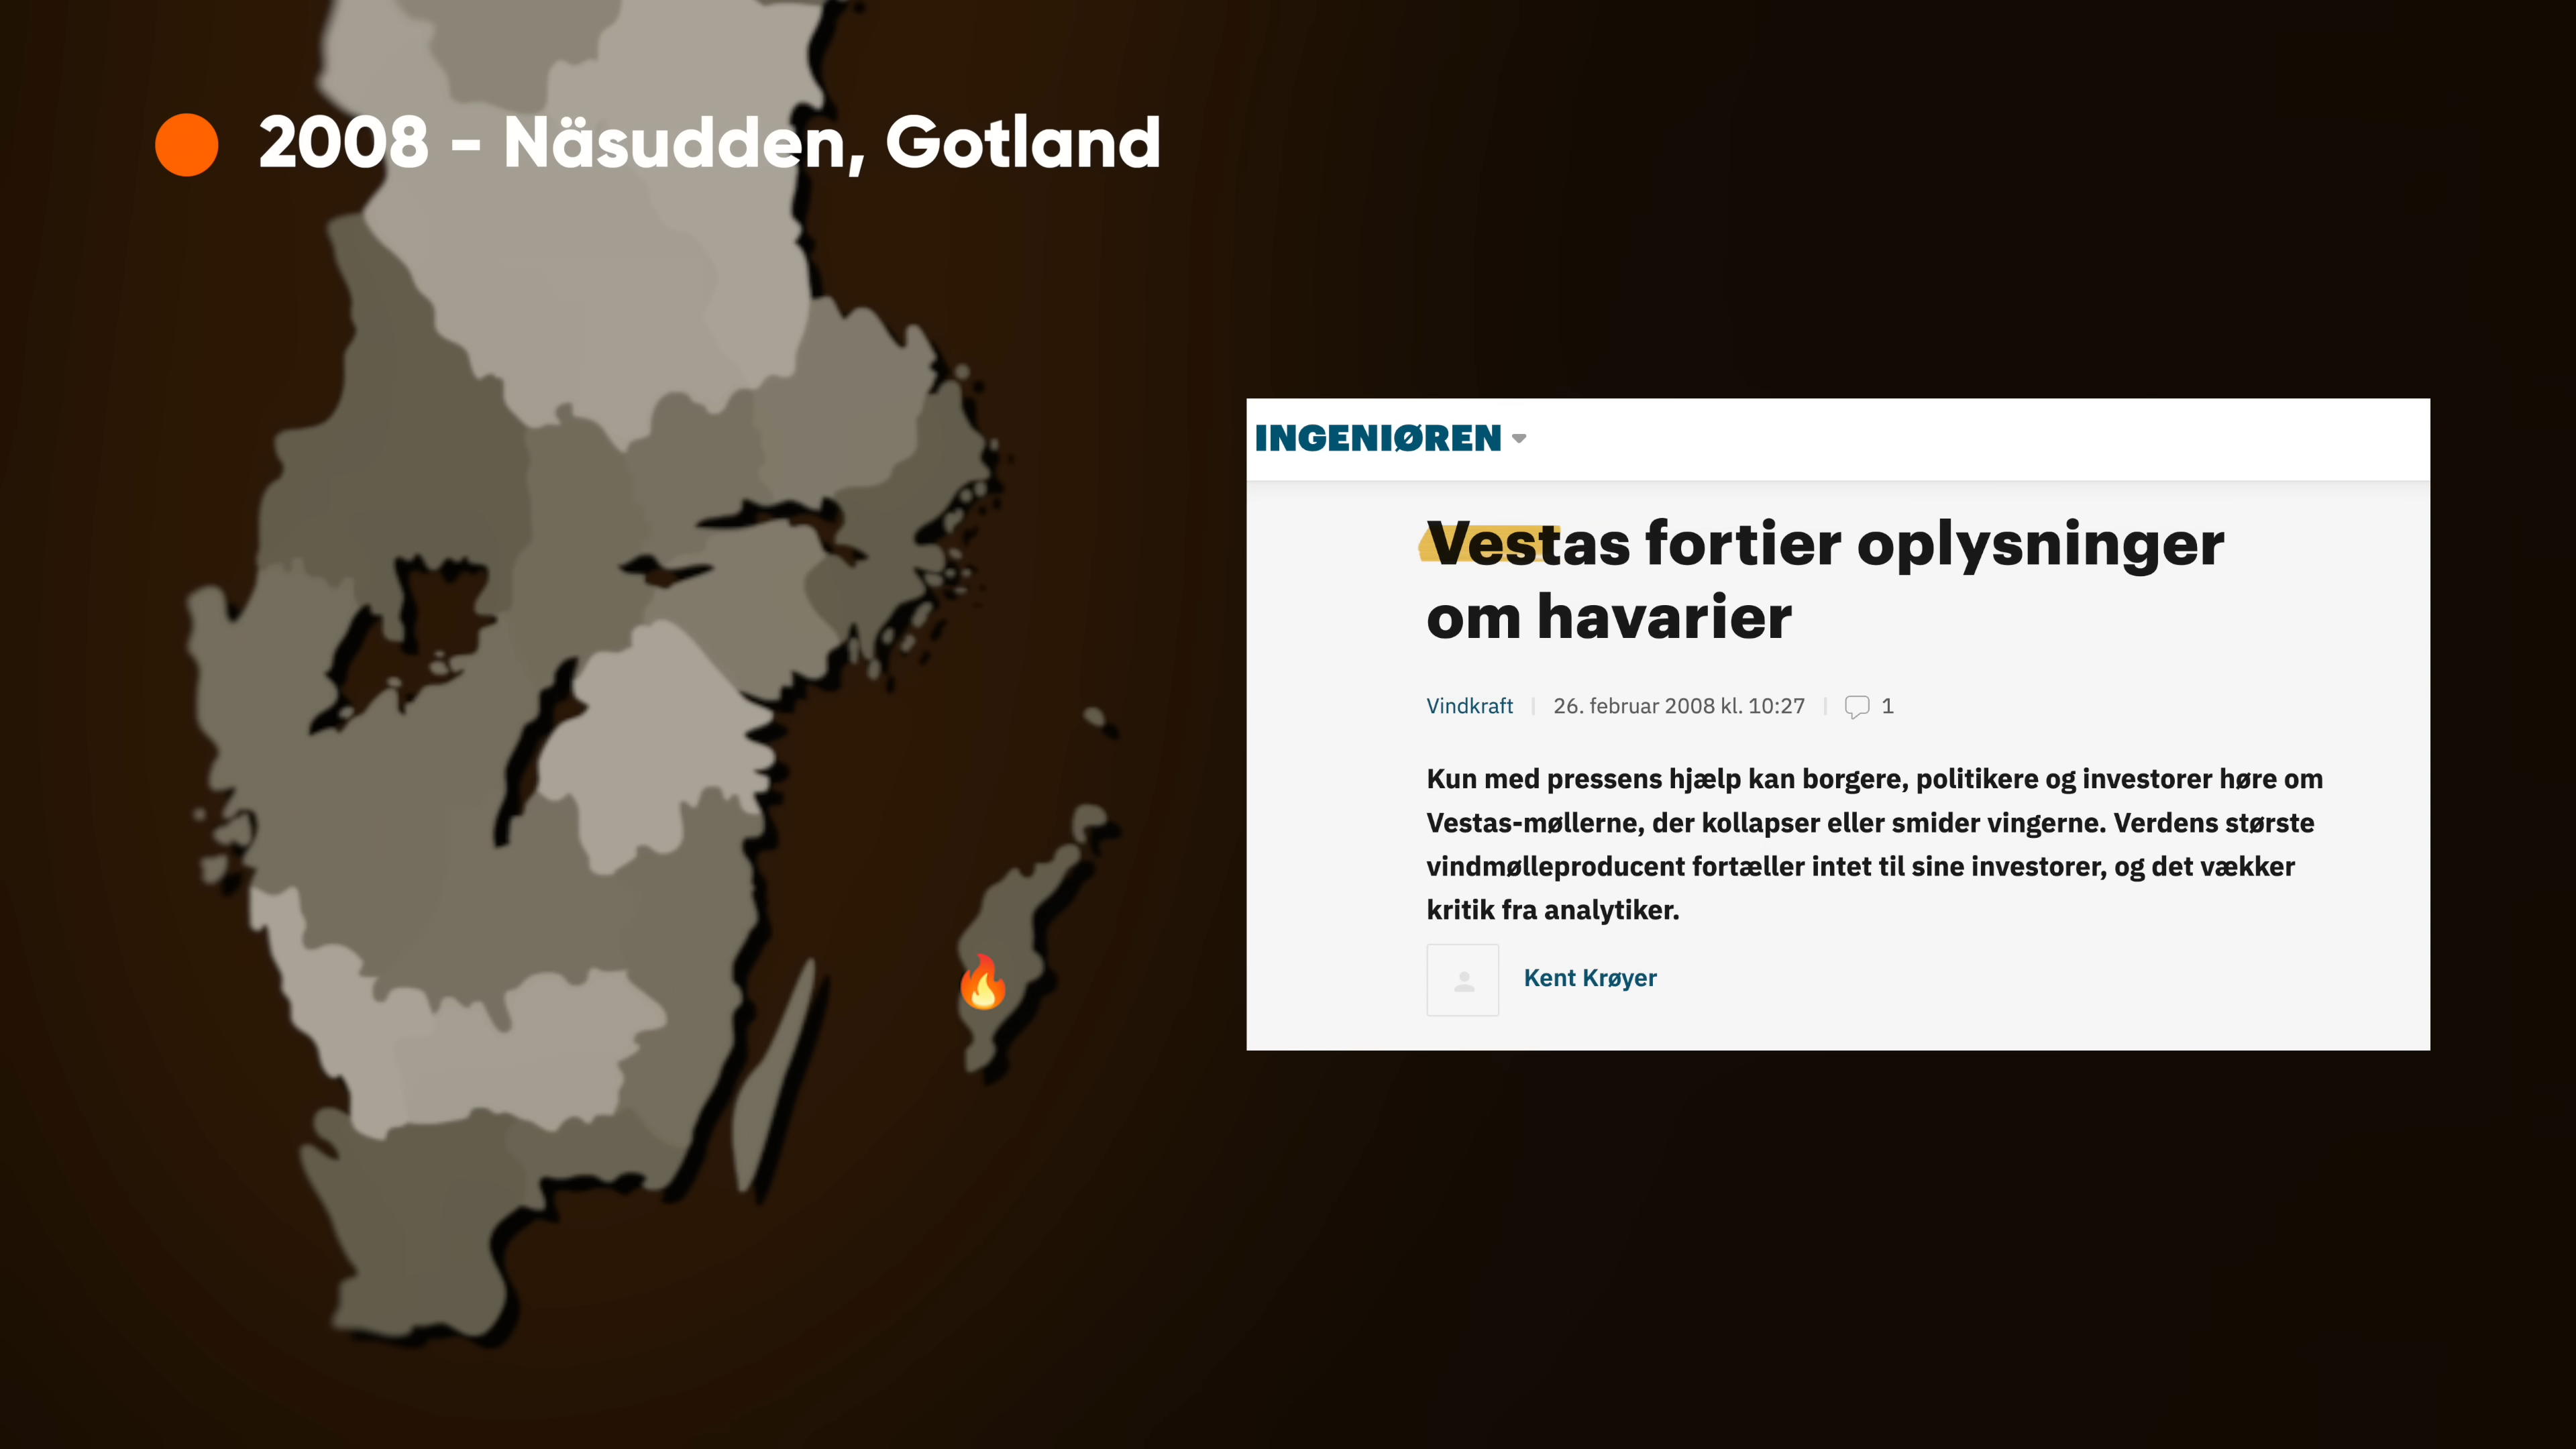 2008 - Näsudden, Gotland
INGENIØREN
Vestas fortier oplysninger
om havarier
Vindkraft | 26. februar 2008 kl. 10:27 | 1
Kun med pressens hjælp kan borgere, politikere og investorer høre om
Vestas-møllerne, der kollapser eller smider vingerne. Verdens største
vindmølleproducent fortæller intet til sine investorer, og det vækker
kritik fra analytiker.
Kent Krøyer